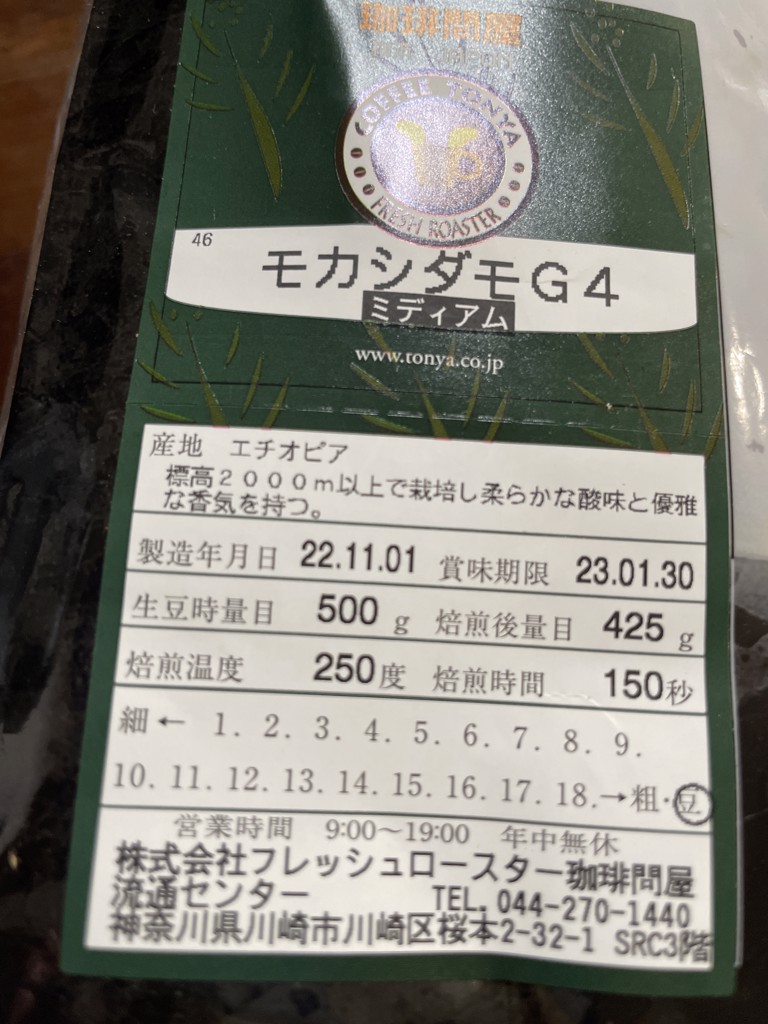 珈琲問屋
COFFEE TONYA
FRESH ROASTER
46
モカシダモG4
ミディアム
www.tonya.co.jp
産地 エチオピア
標高2000m以上で栽培し柔らかな酸味と優雅
な香気を持つ。
製造年月日 22.11.01 賞味期限 23.01.30
生豆時量目 500 g 焙煎後量目 425 g
焙煎温度 250度 焙煎時間 150秒
細← 1. 2. 3. 4. 5. 6. 7. 8. 9.
10. 11. 12. 13. 14. 15. 16. 17. 18.→粗・豆
営業時間 9:00~19:00 年中無休
株式会社フレッシュロースター珈琲問屋
流通センター TEL. 044-270-1440
神奈川県川崎市川崎区桜本2-32-1 SRC3階